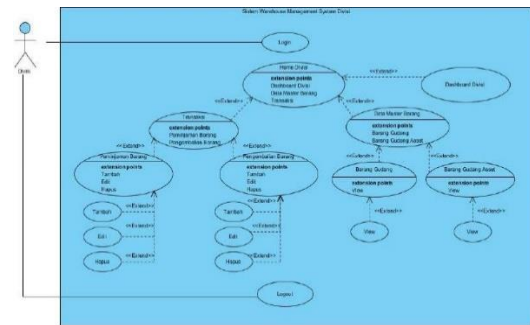 Sistem Warehouse Management System Divisi
Login
Divisi
Home Divisi
extension points
Dashboard Divisi
Data Master Barang
Transaksi
<<Extend>>
Dashboard Divisi
<<Extend>>
<<Extend>>
Transaksi
extension points
Peminjaman Barang
Pengembalian Barang
Data Master Barang
extension points
Barang Gudang
Barang Gudang Asset
<<Extend>>
<<Extend>>
<<Extend>>
<<Extend>>
Peminjaman Barang
extension points
Tambah
Edit
Hapus
Pengembalian Barang
extension points
Tambah
Edit
Hapus
Barang Gudang
extension points
View
Barang Gudang Asset
extension points
View
<<Extend>>
<<Extend>>
<<Extend>>
<<Extend>>
Tambah
Tambah
<<Extend>>
<<Extend>>
Edit
Edit
View
View
<<Extend>>
<<Extend>>
Hapus
Hapus
Logout